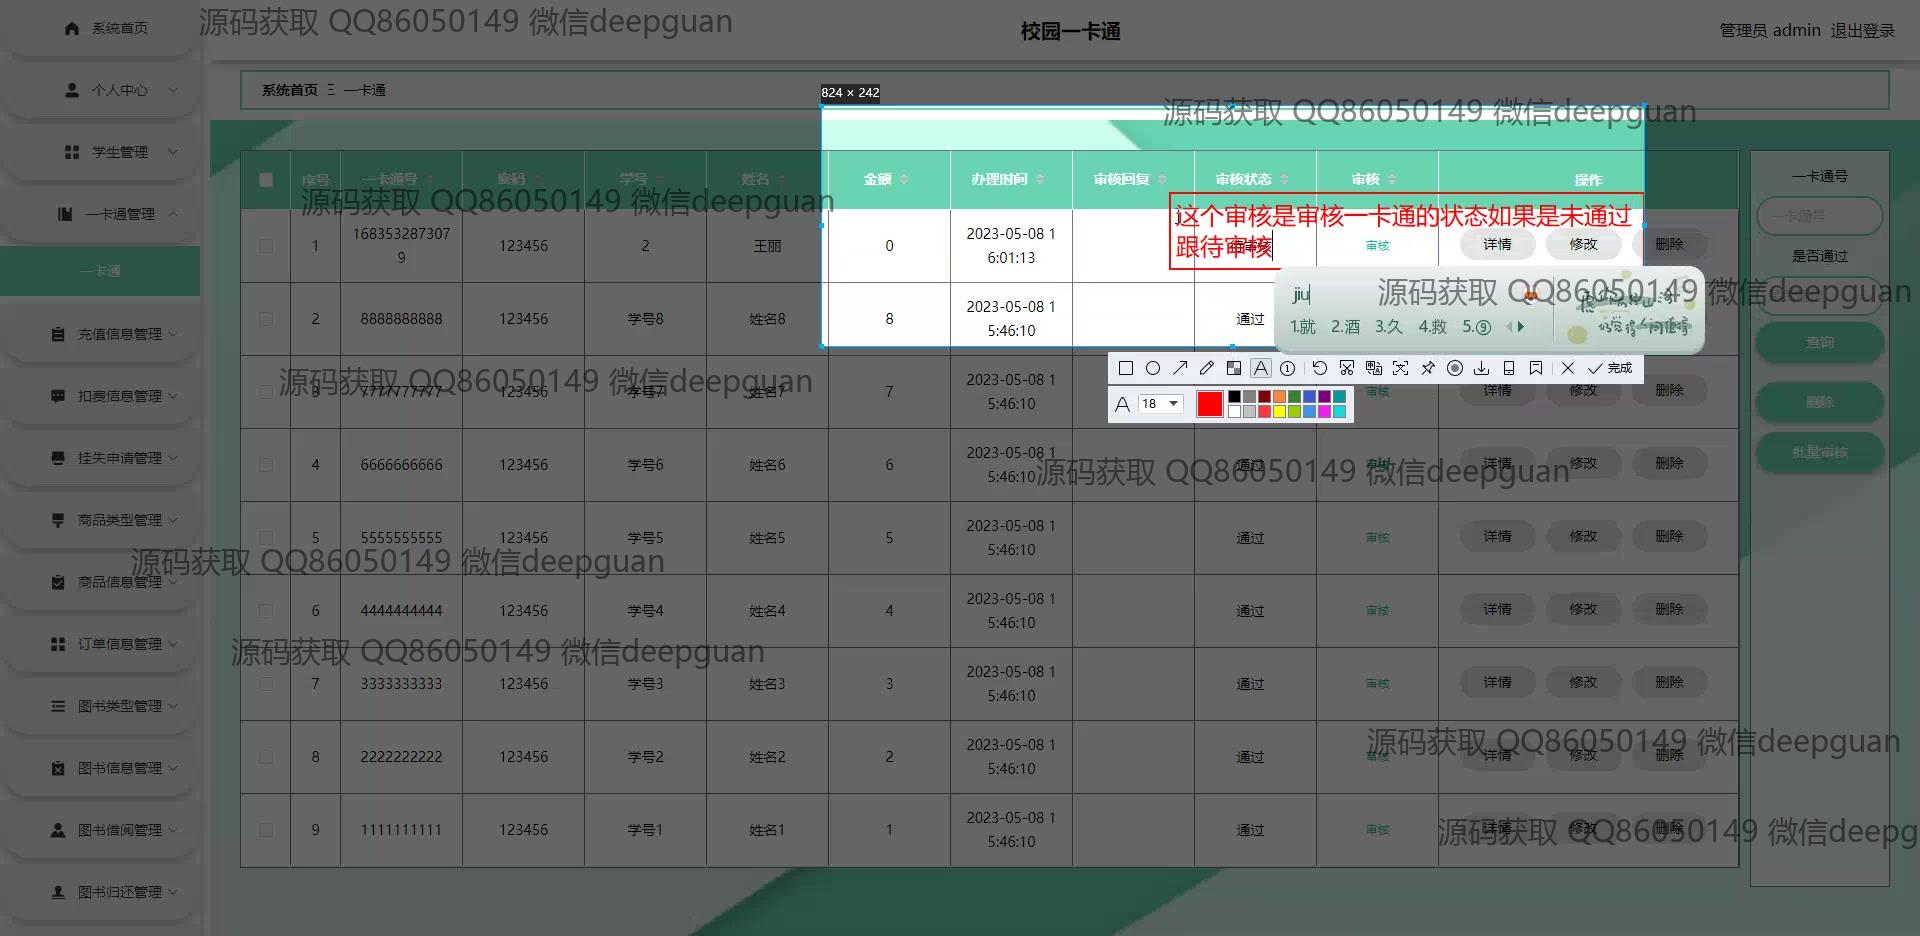 系统首页
源码获取 QQ86050149 微信deepguan
校园一卡通
管理员 admin 退出登录
个人中心
系统首页 Ξ 一卡通
824 × 242
源码获取 QQ86050149 微信deepguan
学生管理
序号 一卡通号 密码 学号 姓名 金额 办理时间 审核回复 审核状态 审核 操作
一卡通号
源码获取 QQ86050149 微信deepguan
一卡通管理
一卡通号
这个审核是审核一卡通的状态如果是未通过
跟待审核
1 168353287307 123456 2 王丽 0 2023-05-08 1 审核 详情 修改 删除
9 6:01:13
是否通过
一卡通
jiu
源码获取 QQ86050149 微信deepguan
2 8888888888 123456 学号8 姓名8 8 2023-05-08 1 通过
5:46:10
1.就 2.酒 3.久 4.救 5.⑨
充值信息管理
查询
完成
源码获取 QQ86050149 微信deepguan
3 7777777777 123456 学号7 姓名7 7 2023-05-08 1 审核 详情 修改 删除
5:46:10
A 18
扣费信息管理
删除
挂失申请管理
4 6666666666 123456 学号6 姓名6 6 2023-05-08 1 通过 审核 详情 修改 删除
5:46:10
批量审核
源码获取 QQ86050149 微信deepguan
商品类型管理
5 5555555555 123456 学号5 姓名5 5 2023-05-08 1 通过 审核 详情 修改 删除
5:46:10
源码获取 QQ86050149 微信deepguan
商品信息管理
6 4444444444 123456 学号4 姓名4 4 2023-05-08 1 通过 审核 详情 修改 删除
5:46:10
订单信息管理
源码获取 QQ86050149 微信deepguan
7 3333333333 123456 学号3 姓名3 3 2023-05-08 1 通过 审核 详情 修改 删除
5:46:10
图书类型管理
8 2222222222 123456 学号2 姓名2 2 2023-05-08 1 通过 审核 详情 修改 删除
5:46:10
源码获取 QQ86050149 微信deepguan
图书信息管理
图书借阅管理
9 1111111111 123456 学号1 姓名1 1 2023-05-08 1 通过 审核 详情 修改 删除
5:46:10
源码获取 QQ86050149 微信deepg
图书归还管理